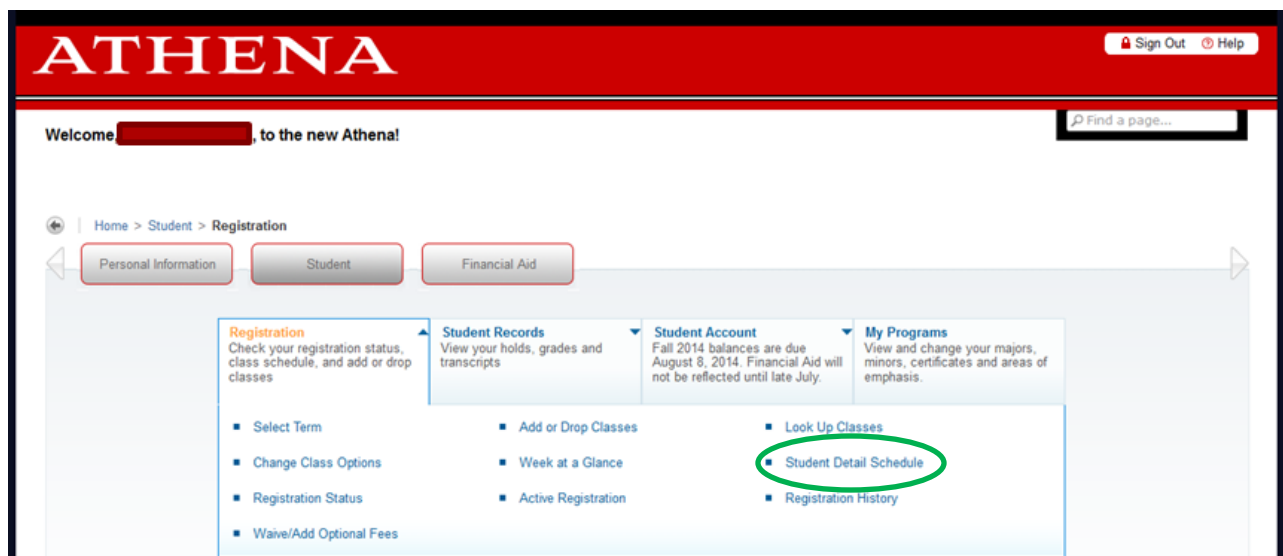 ATHENA
Sign Out Help
Welcome, , to the new Athena!
Find a page...
Home > Student > Registration
Personal Information Student Financial Aid
Registration
Check your registration status,
class schedule, and add or drop
classes
Student Records
View your holds, grades and
transcripts
Student Account
Fall 2014 balances are due
August 8, 2014. Financial Aid will
not be reflected until late July.
My Programs
View and change your majors,
minors, certificates and areas of
emphasis.
Select Term Add or Drop Classes Look Up Classes
Change Class Options Week at a Glance Student Detail Schedule
Registration Status Active Registration Registration History
Waive/Add Optional Fees